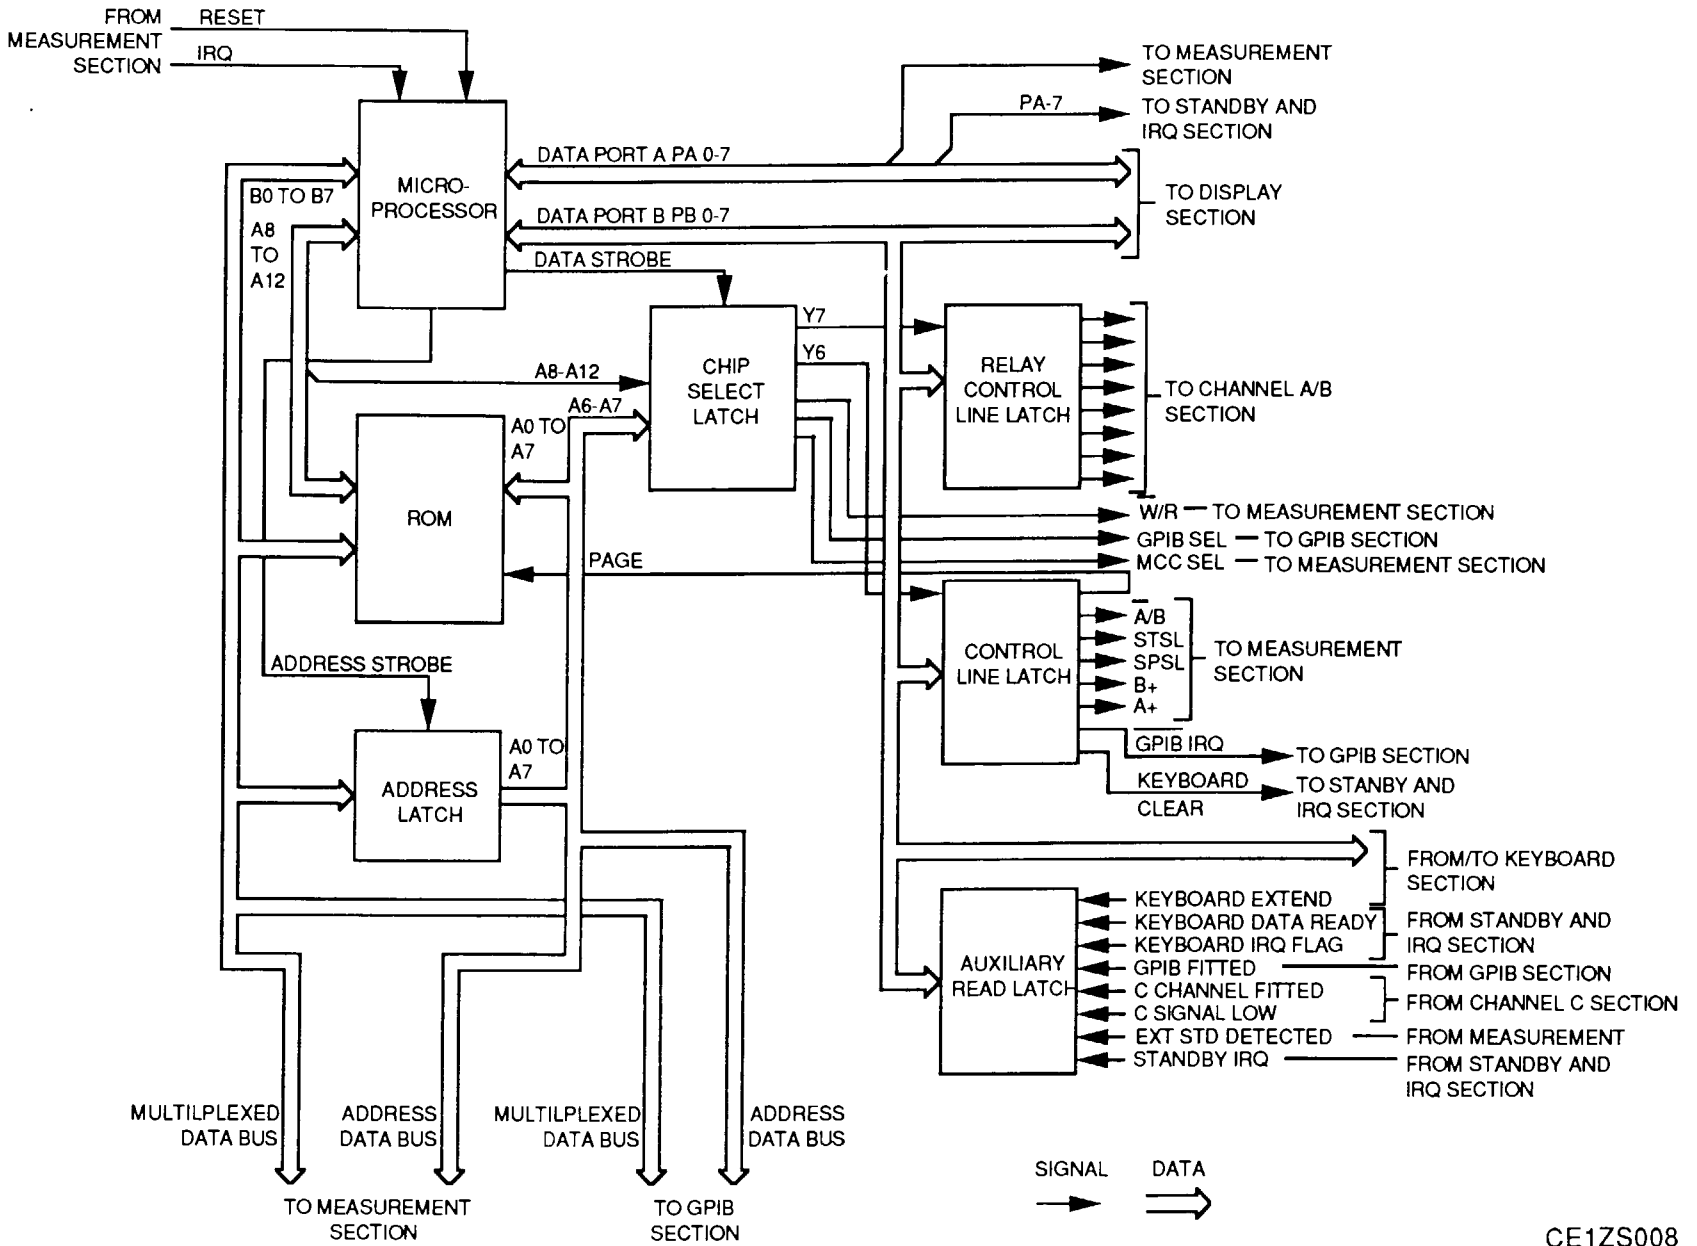 FROM
MEASUREMENT
SECTION
RESET
IRQ
TO MEASUREMENT
SECTION
PA-7
TO STANDBY AND
IRQ SECTION
DATA PORT A PA 0-7
MICRO-
PROCESSOR
B0 TO B7
TO DISPLAY
SECTION
DATA PORT B PB 0-7
A8
TO
A12
DATA STROBE
Y7
Y6
CHIP
SELECT
LATCH
RELAY
CONTROL
LINE LATCH
TO CHANNEL A/B
SECTION
A8-A12
A6-A7
A0 TO
A7
ROM
W/R — TO MEASUREMENT SECTION
GPIB SEL — TO GPIB SECTION
MCC SEL — TO MEASUREMENT SECTION
PAGE
CONTROL
LINE LATCH
A/B
STSL
SPSL
B+
A+
TO MEASUREMENT
SECTION
ADDRESS STROBE
A0 TO
A7
ADDRESS
LATCH
GPIB IRQ
TO GPIB SECTION
KEYBOARD
CLEAR
TO STANBY AND
IRQ SECTION
FROM/TO KEYBOARD
SECTION
AUXILIARY
READ LATCH
KEYBOARD EXTEND
KEYBOARD DATA READY
KEYBOARD IRQ FLAG
FROM STANDBY AND
IRQ SECTION
GPIB FITTED
FROM GPIB SECTION
C CHANNEL FITTED
C SIGNAL LOW
FROM CHANNEL C SECTION
EXT STD DETECTED
FROM MEASUREMENT
STANDBY IRQ
FROM STANDBY AND
IRQ SECTION
MULTILPLEXED
DATA BUS
ADDRESS
DATA BUS
MULTILPLEXED
DATA BUS
ADDRESS
DATA BUS
TO MEASUREMENT
SECTION
TO GPIB
SECTION
SIGNAL
DATA
CE1ZS008